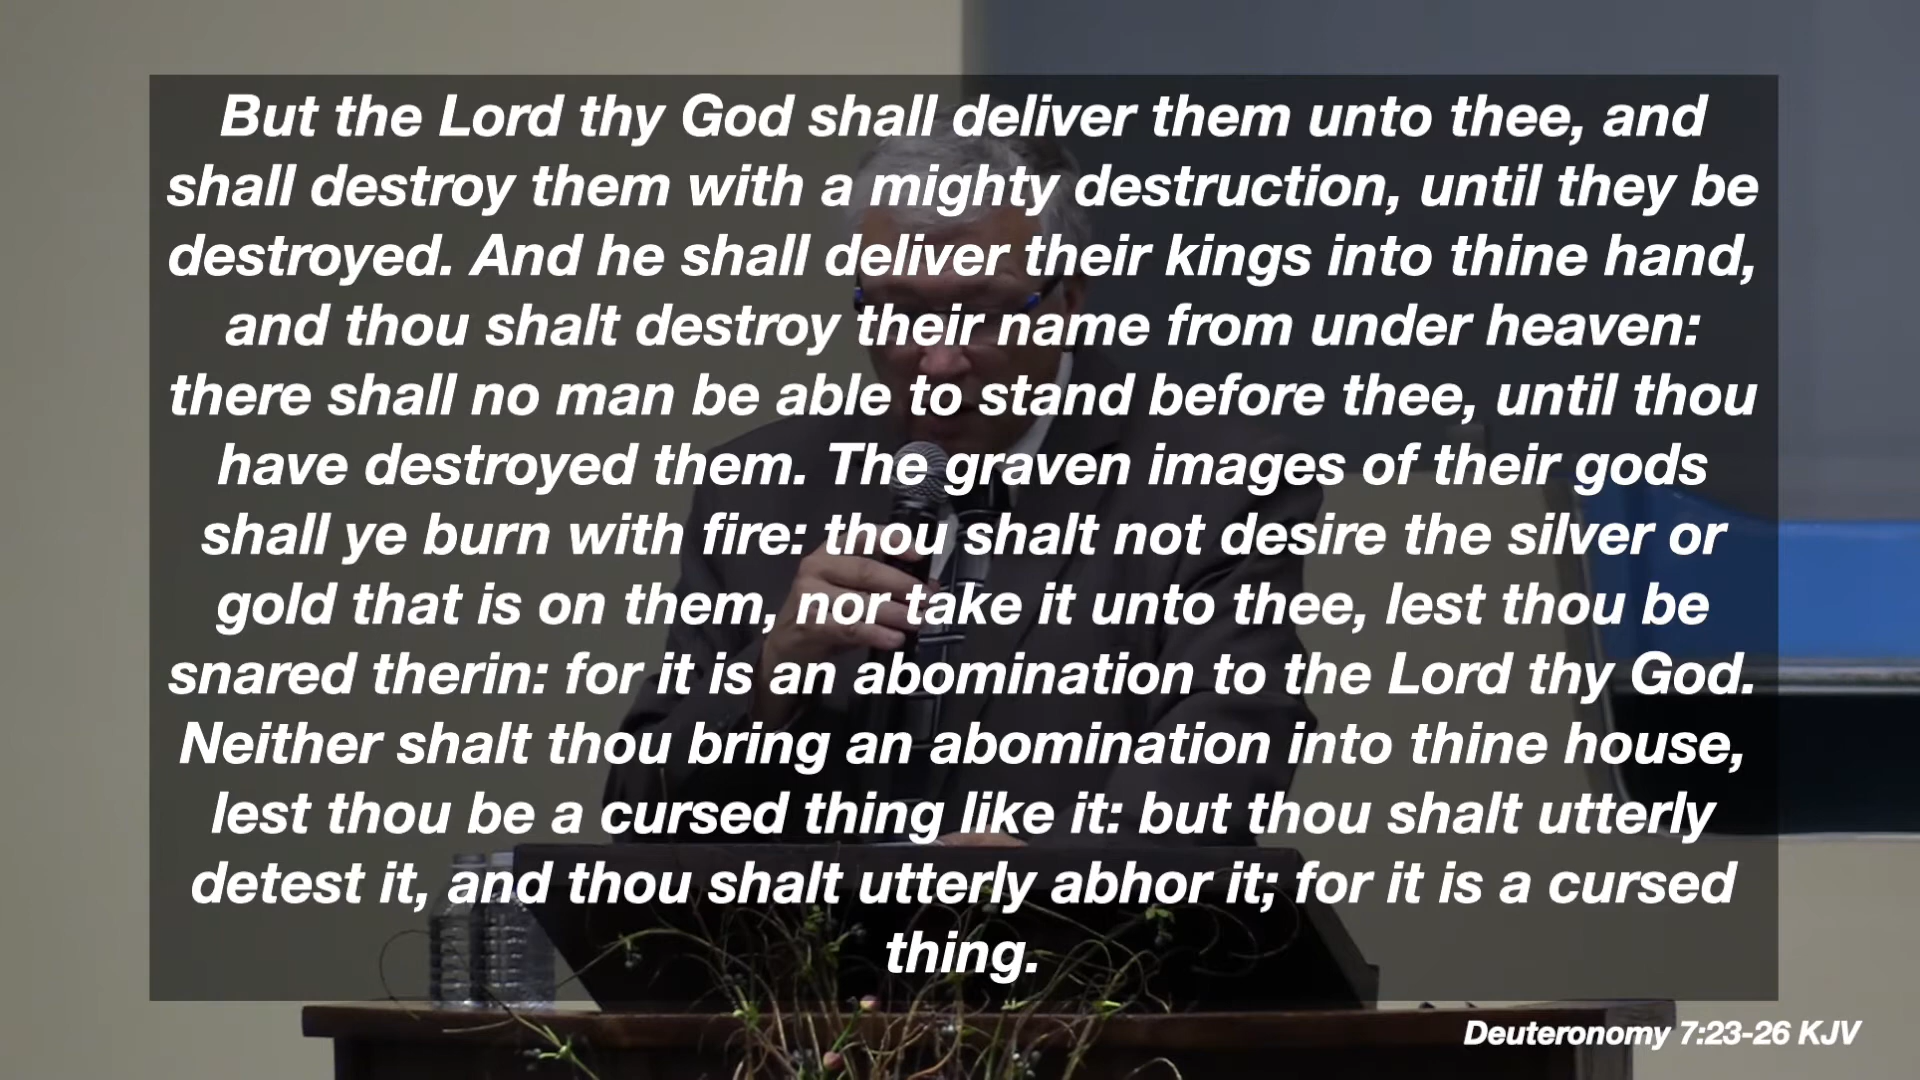 But the Lord thy God shall deliver them unto thee, and
shall destroy them with a mighty destruction, until they be
destroyed. And he shall deliver their kings into thine hand,
and thou shalt destroy their name from under heaven:
there shall no man be able to stand before thee, until thou
have destroyed them. The graven images of their gods
shall ye burn with fire: thou shalt not desire the silver or
gold that is on them, nor take it unto thee, lest thou be
snared therin: for it is an abomination to the Lord thy God.
Neither shalt thou bring an abomination into thine house,
lest thou be a cursed thing like it: but thou shalt utterly
detest it, and thou shalt utterly abhor it; for it is a cursed
thing.
Deuteronomy 7:23-26 KJV